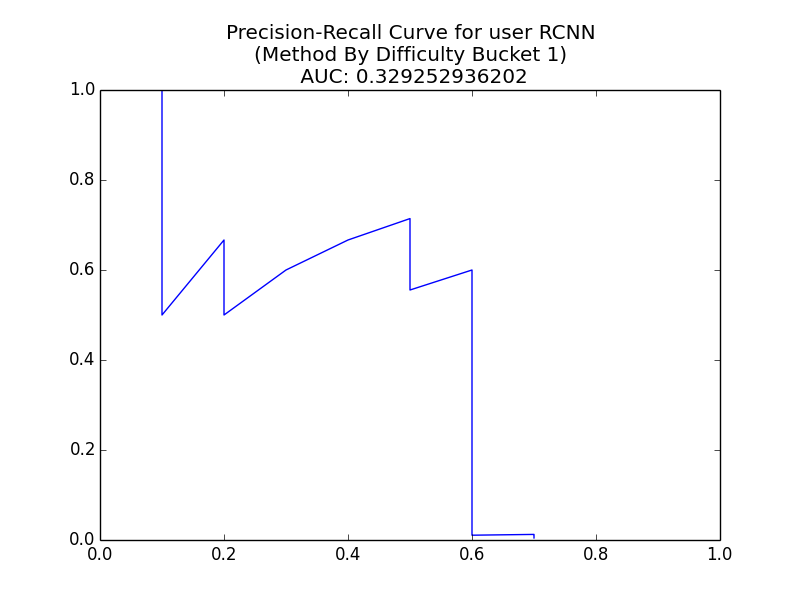 Precision-Recall Curve for user RCNN
(Method By Difficulty Bucket 1)
AUC: 0.329252936202
1.0
0.8
0.6
0.4
0.2
0.0
0.0 0.2 0.4 0.6 0.8 1.0